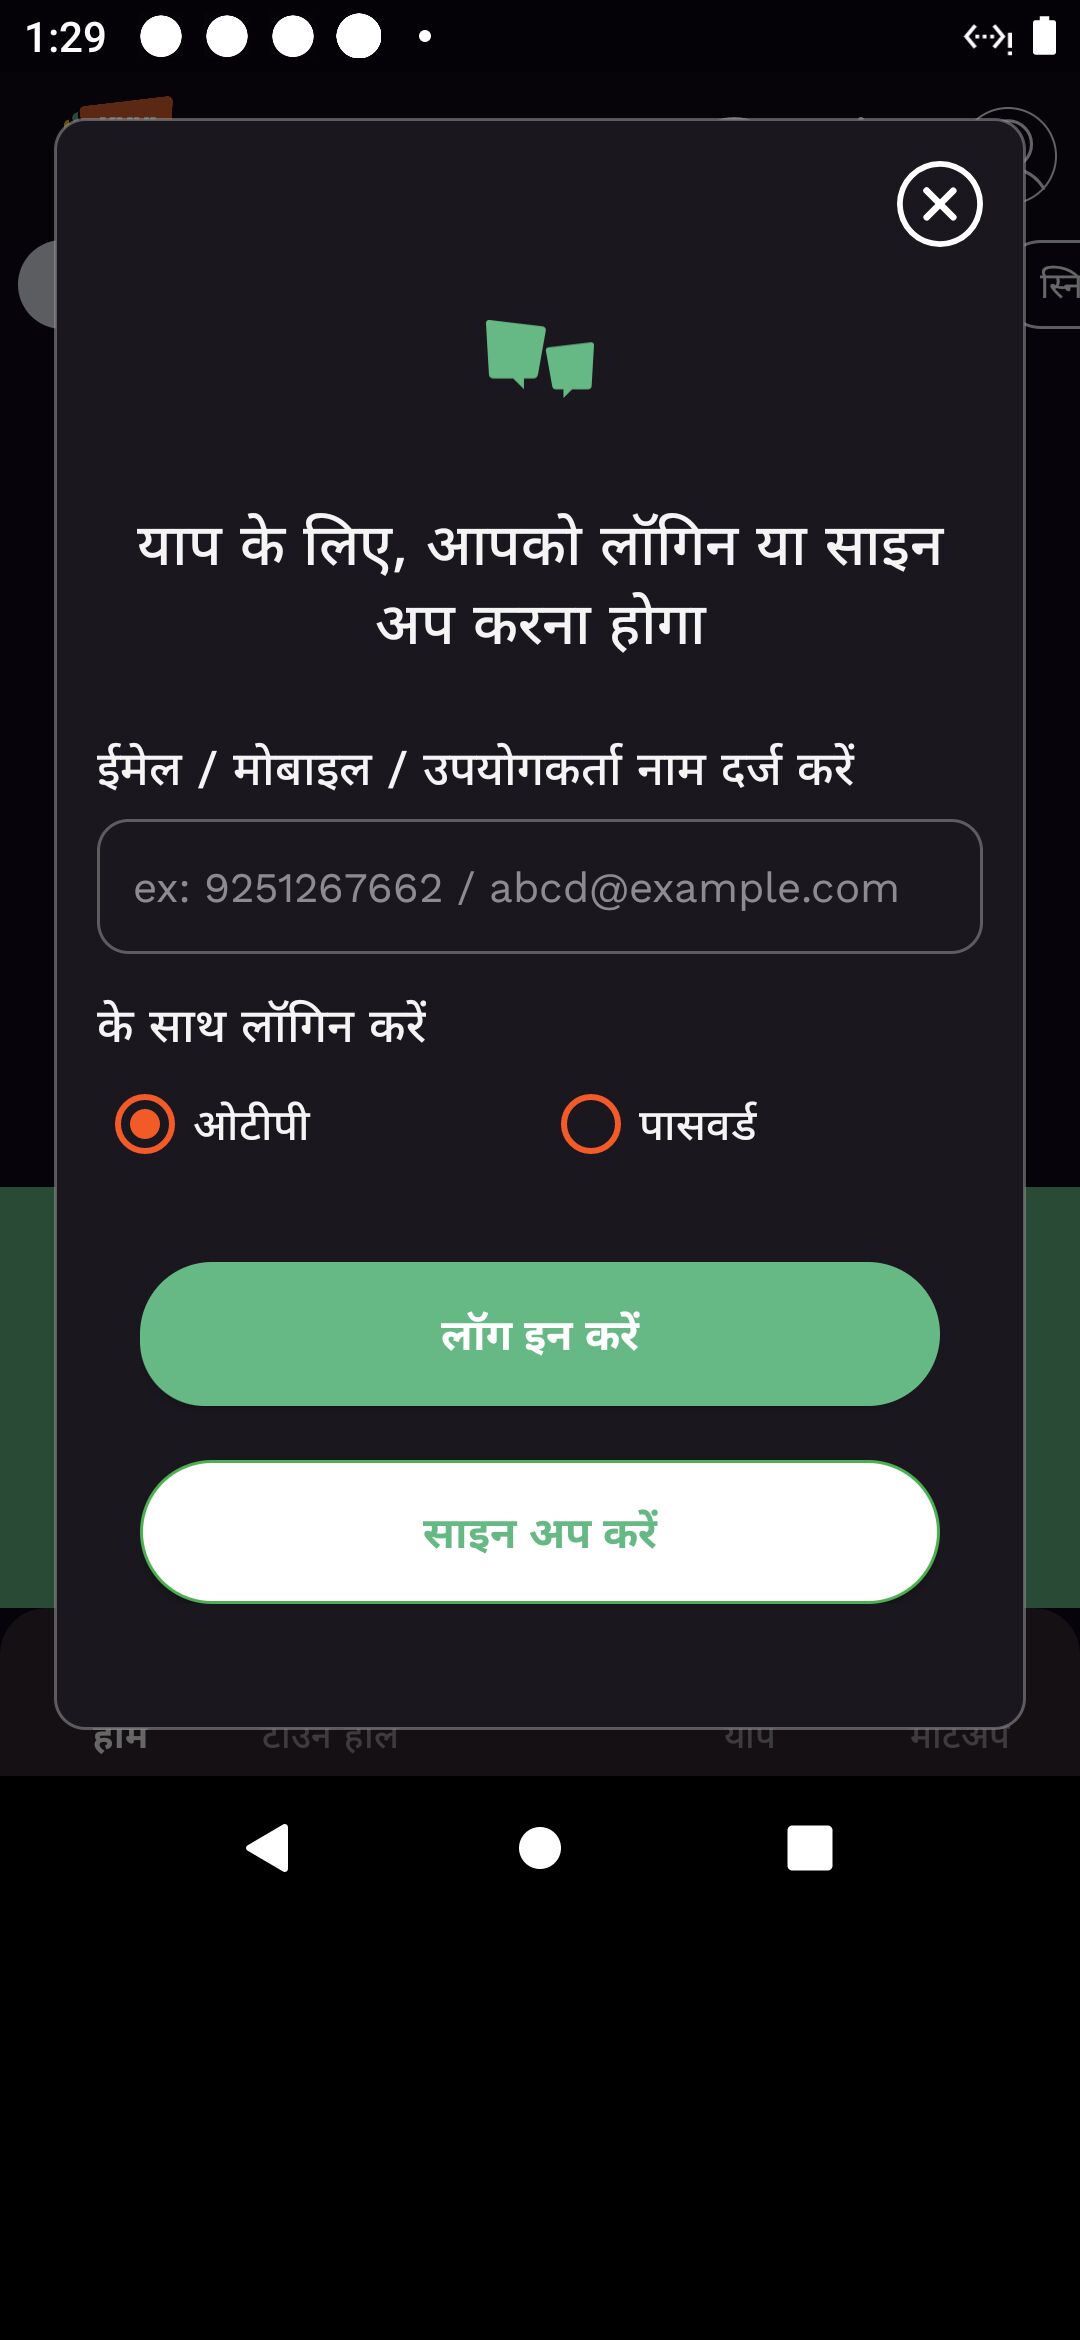 1:29
स्नि
याप के लिए, आपको लॉगिन या साइन
अप करना होगा
ईमेल / मोबाइल / उपयोगकर्ता नाम दर्ज करें
ex: 9251267662 / abcd@example.com
के साथ लॉगिन करें
ओटीपी पासवर्ड
लॉग इन करें
साइन अप करें
होम टाउन हॉल याप मीटअप